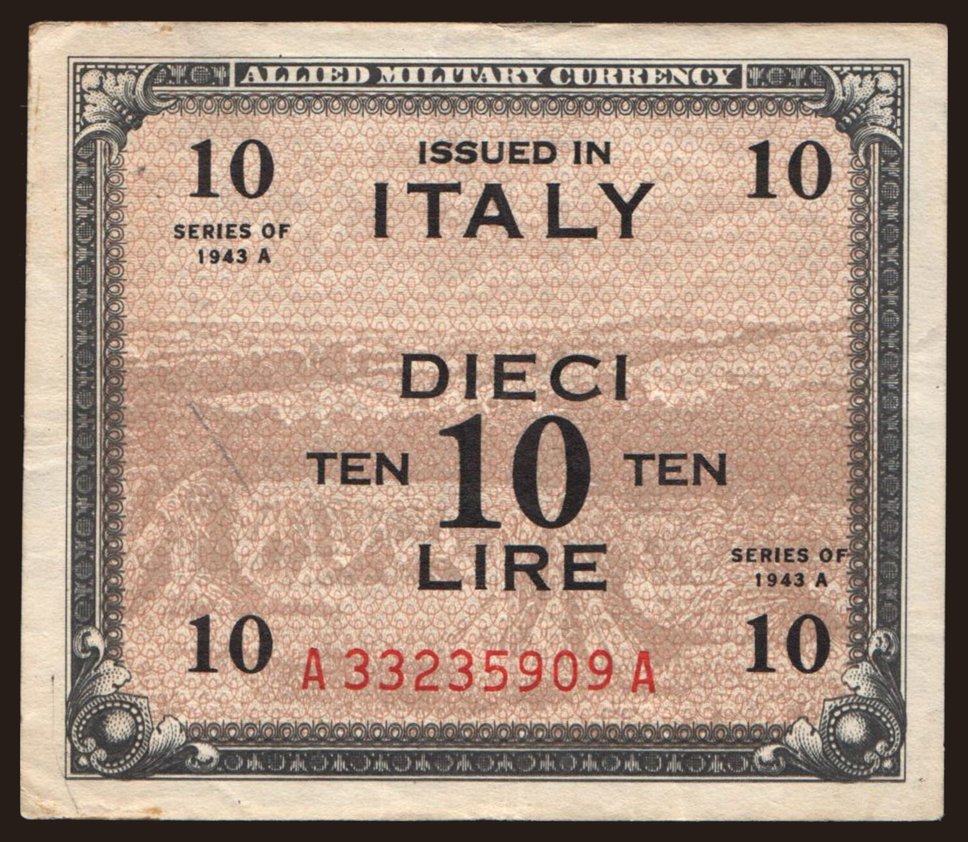 ALLIED MILITARY CURRENCY
10 ISSUED IN 10
ITALY
SERIES OF
1943 A
DIECI
TEN 10 TEN
LIRE
SERIES OF
1943 A
10 A33235909A 10